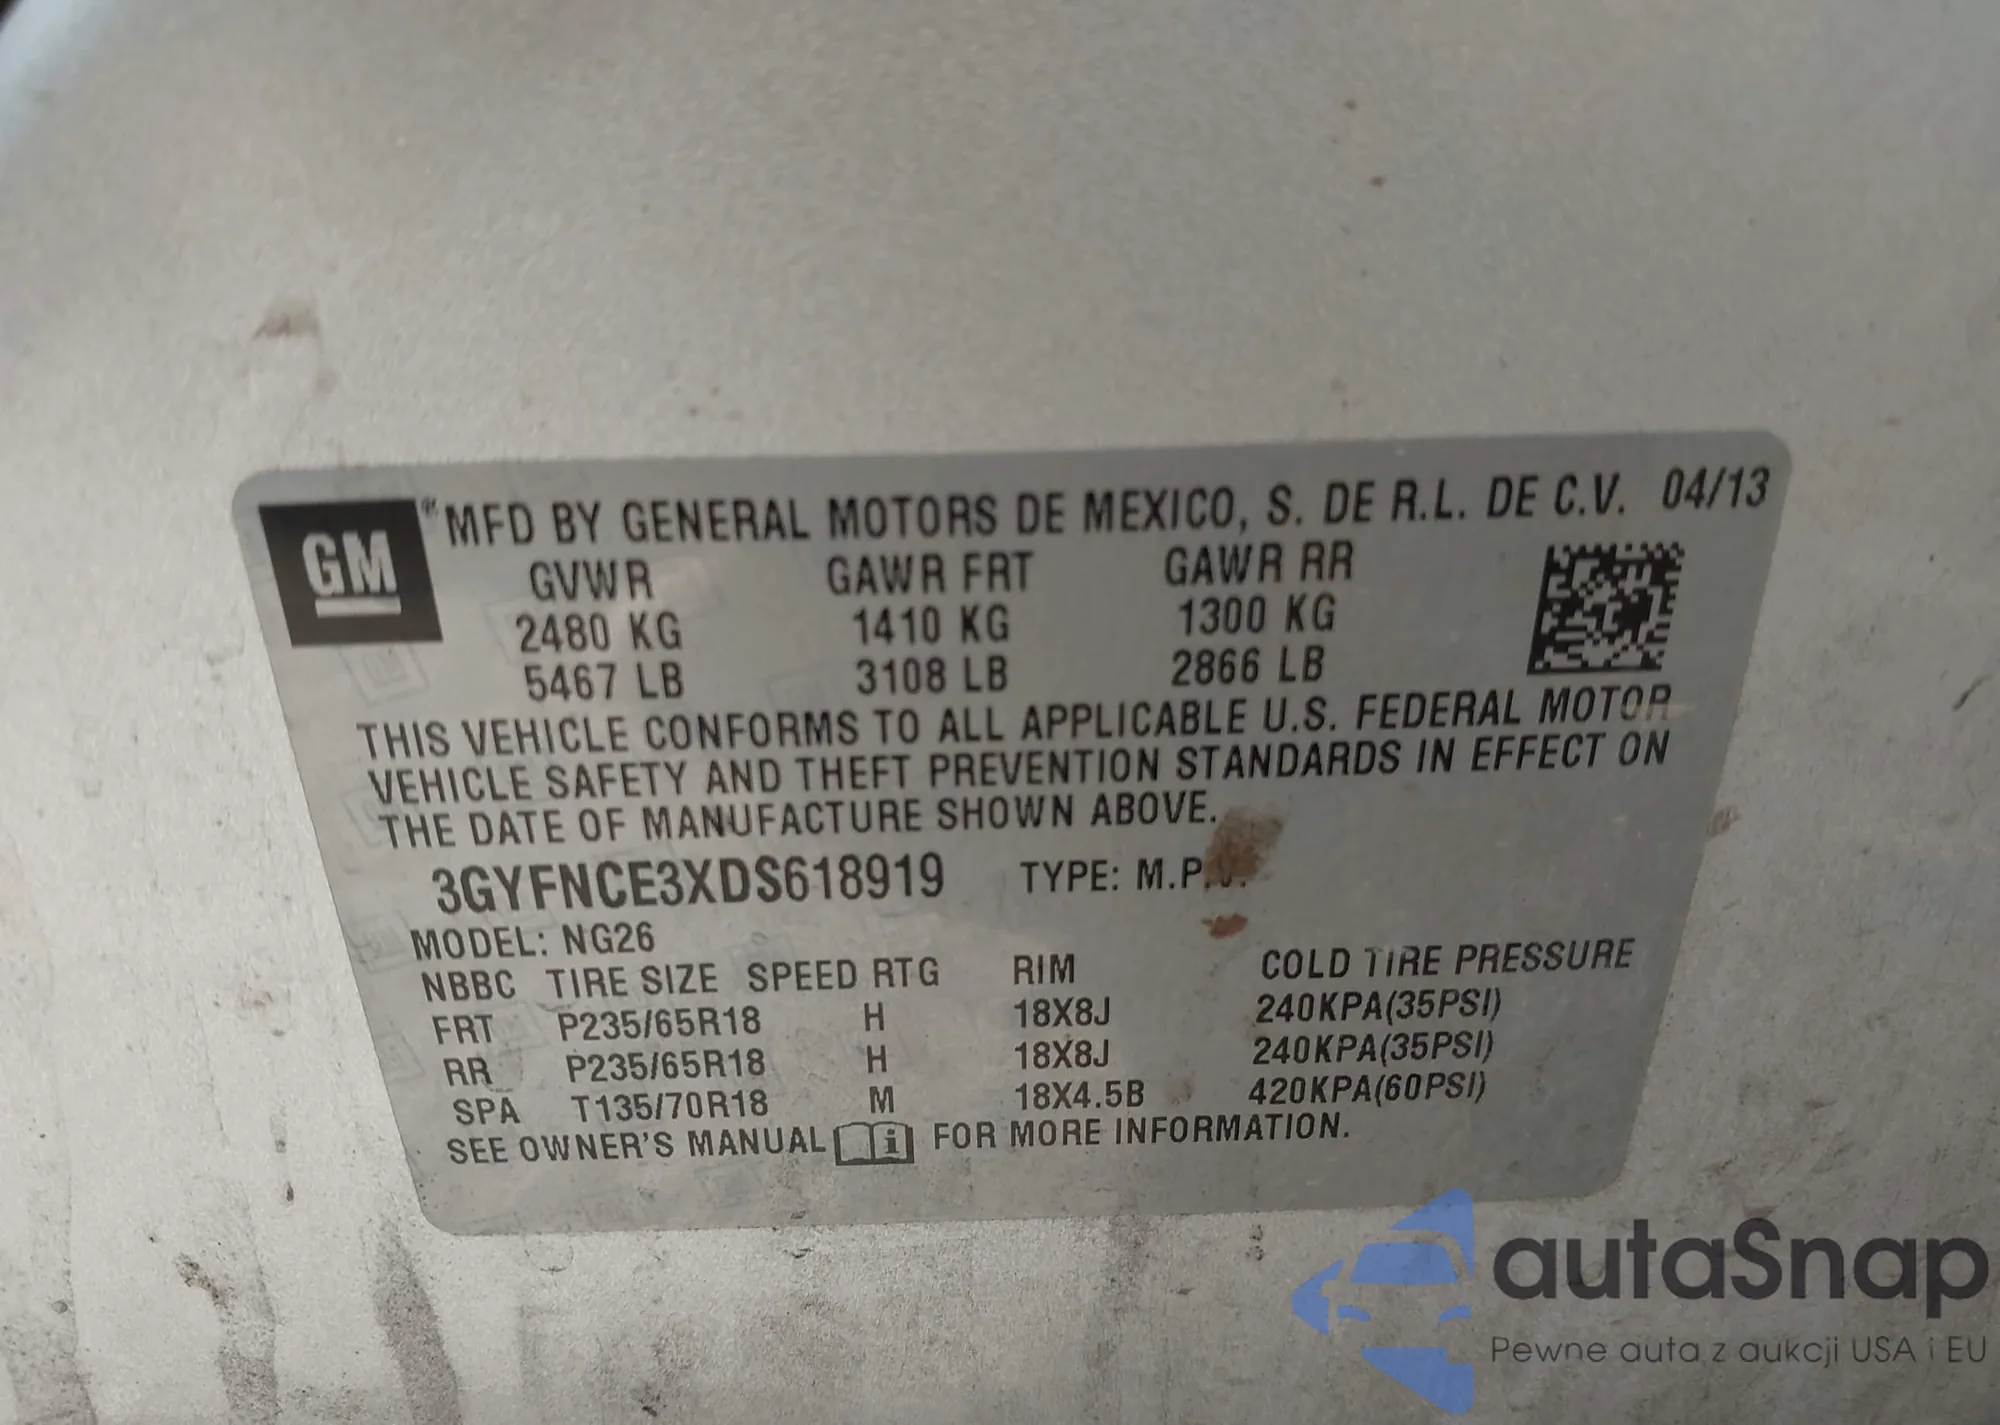 GM
® MFD BY GENERAL MOTORS DE MEXICO, S. DE R.L. DE C.V. 04/13
GVWR GAWR FRT GAWR RR
2480 KG 1410 KG 1300 KG
5467 LB 3108 LB 2866 LB
THIS VEHICLE CONFORMS TO ALL APPLICABLE U.S. FEDERAL MOTOR
VEHICLE SAFETY AND THEFT PREVENTION STANDARDS IN EFFECT ON
THE DATE OF MANUFACTURE SHOWN ABOVE.
3GYFNCE3XDS618919 TYPE: M.P.V.
MODEL: NG26
NBBC TIRE SIZE SPEED RTG RIM COLD TIRE PRESSURE
FRT P235/65R18 H 18X8J 240KPA(35PSI)
RR P235/65R18 H 18X8J 240KPA(35PSI)
SPA T135/70R18 M 18X4.5B 420KPA(60PSI)
SEE OWNER'S MANUAL i FOR MORE INFORMATION.
autaSnap
Pewne auta z aukcji USA i EU